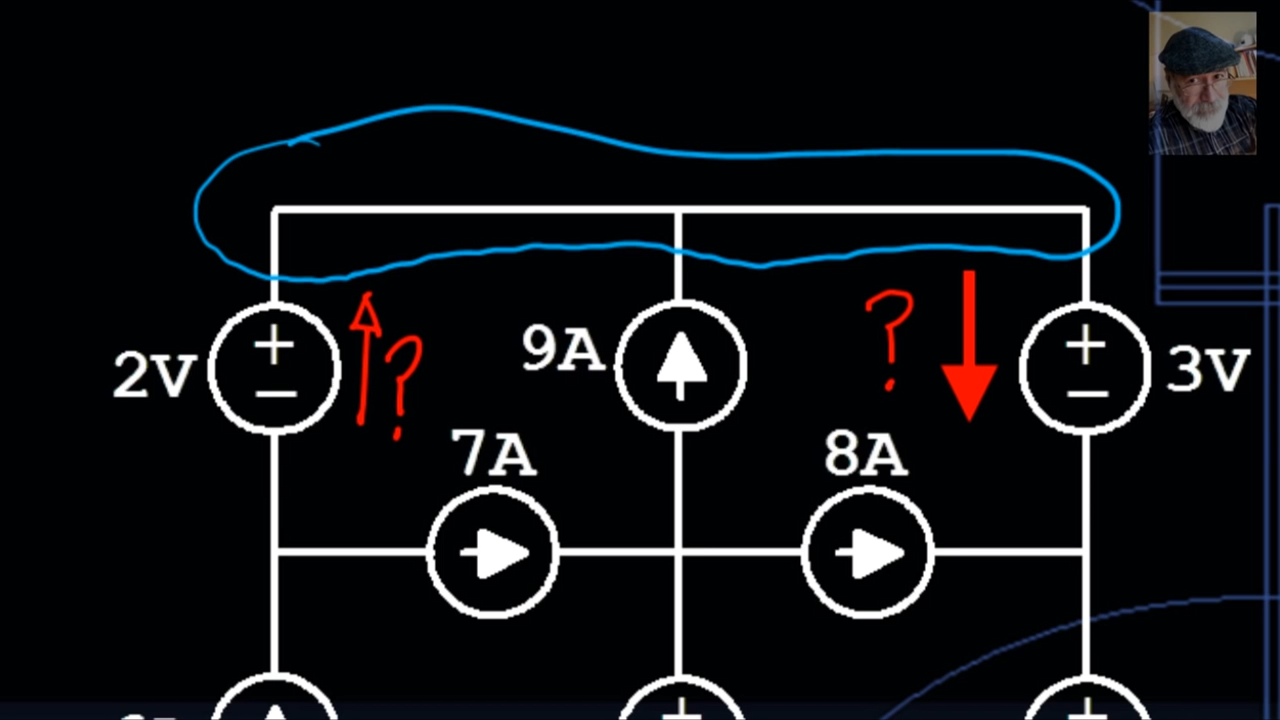 2V
+
−
?
9A
?
+
−
3V
7A
8A
+
+